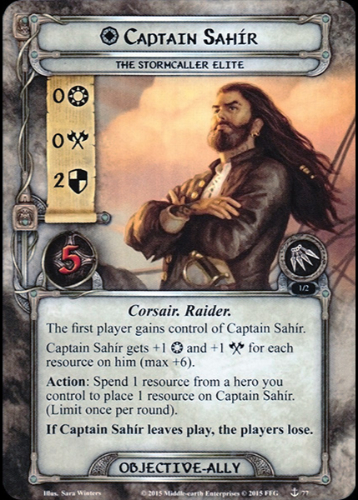 Captain Sahír
The Stormcaller Elite
0
0
2
5
1/2
Corsair. Raider.
The first player gains control of Captain Sahír.
Captain Sahír gets +1 and +1 for each
resource on him (max +6).
Action: Spend 1 resource from a hero you
control to place 1 resource on Captain Sahír.
(Limit once per round).
If Captain Sahír leaves play, the players lose.
Objective-Ally
Illus. Sara Winters ©2015 Middle-earth Enterprises ©2015 FFG 77